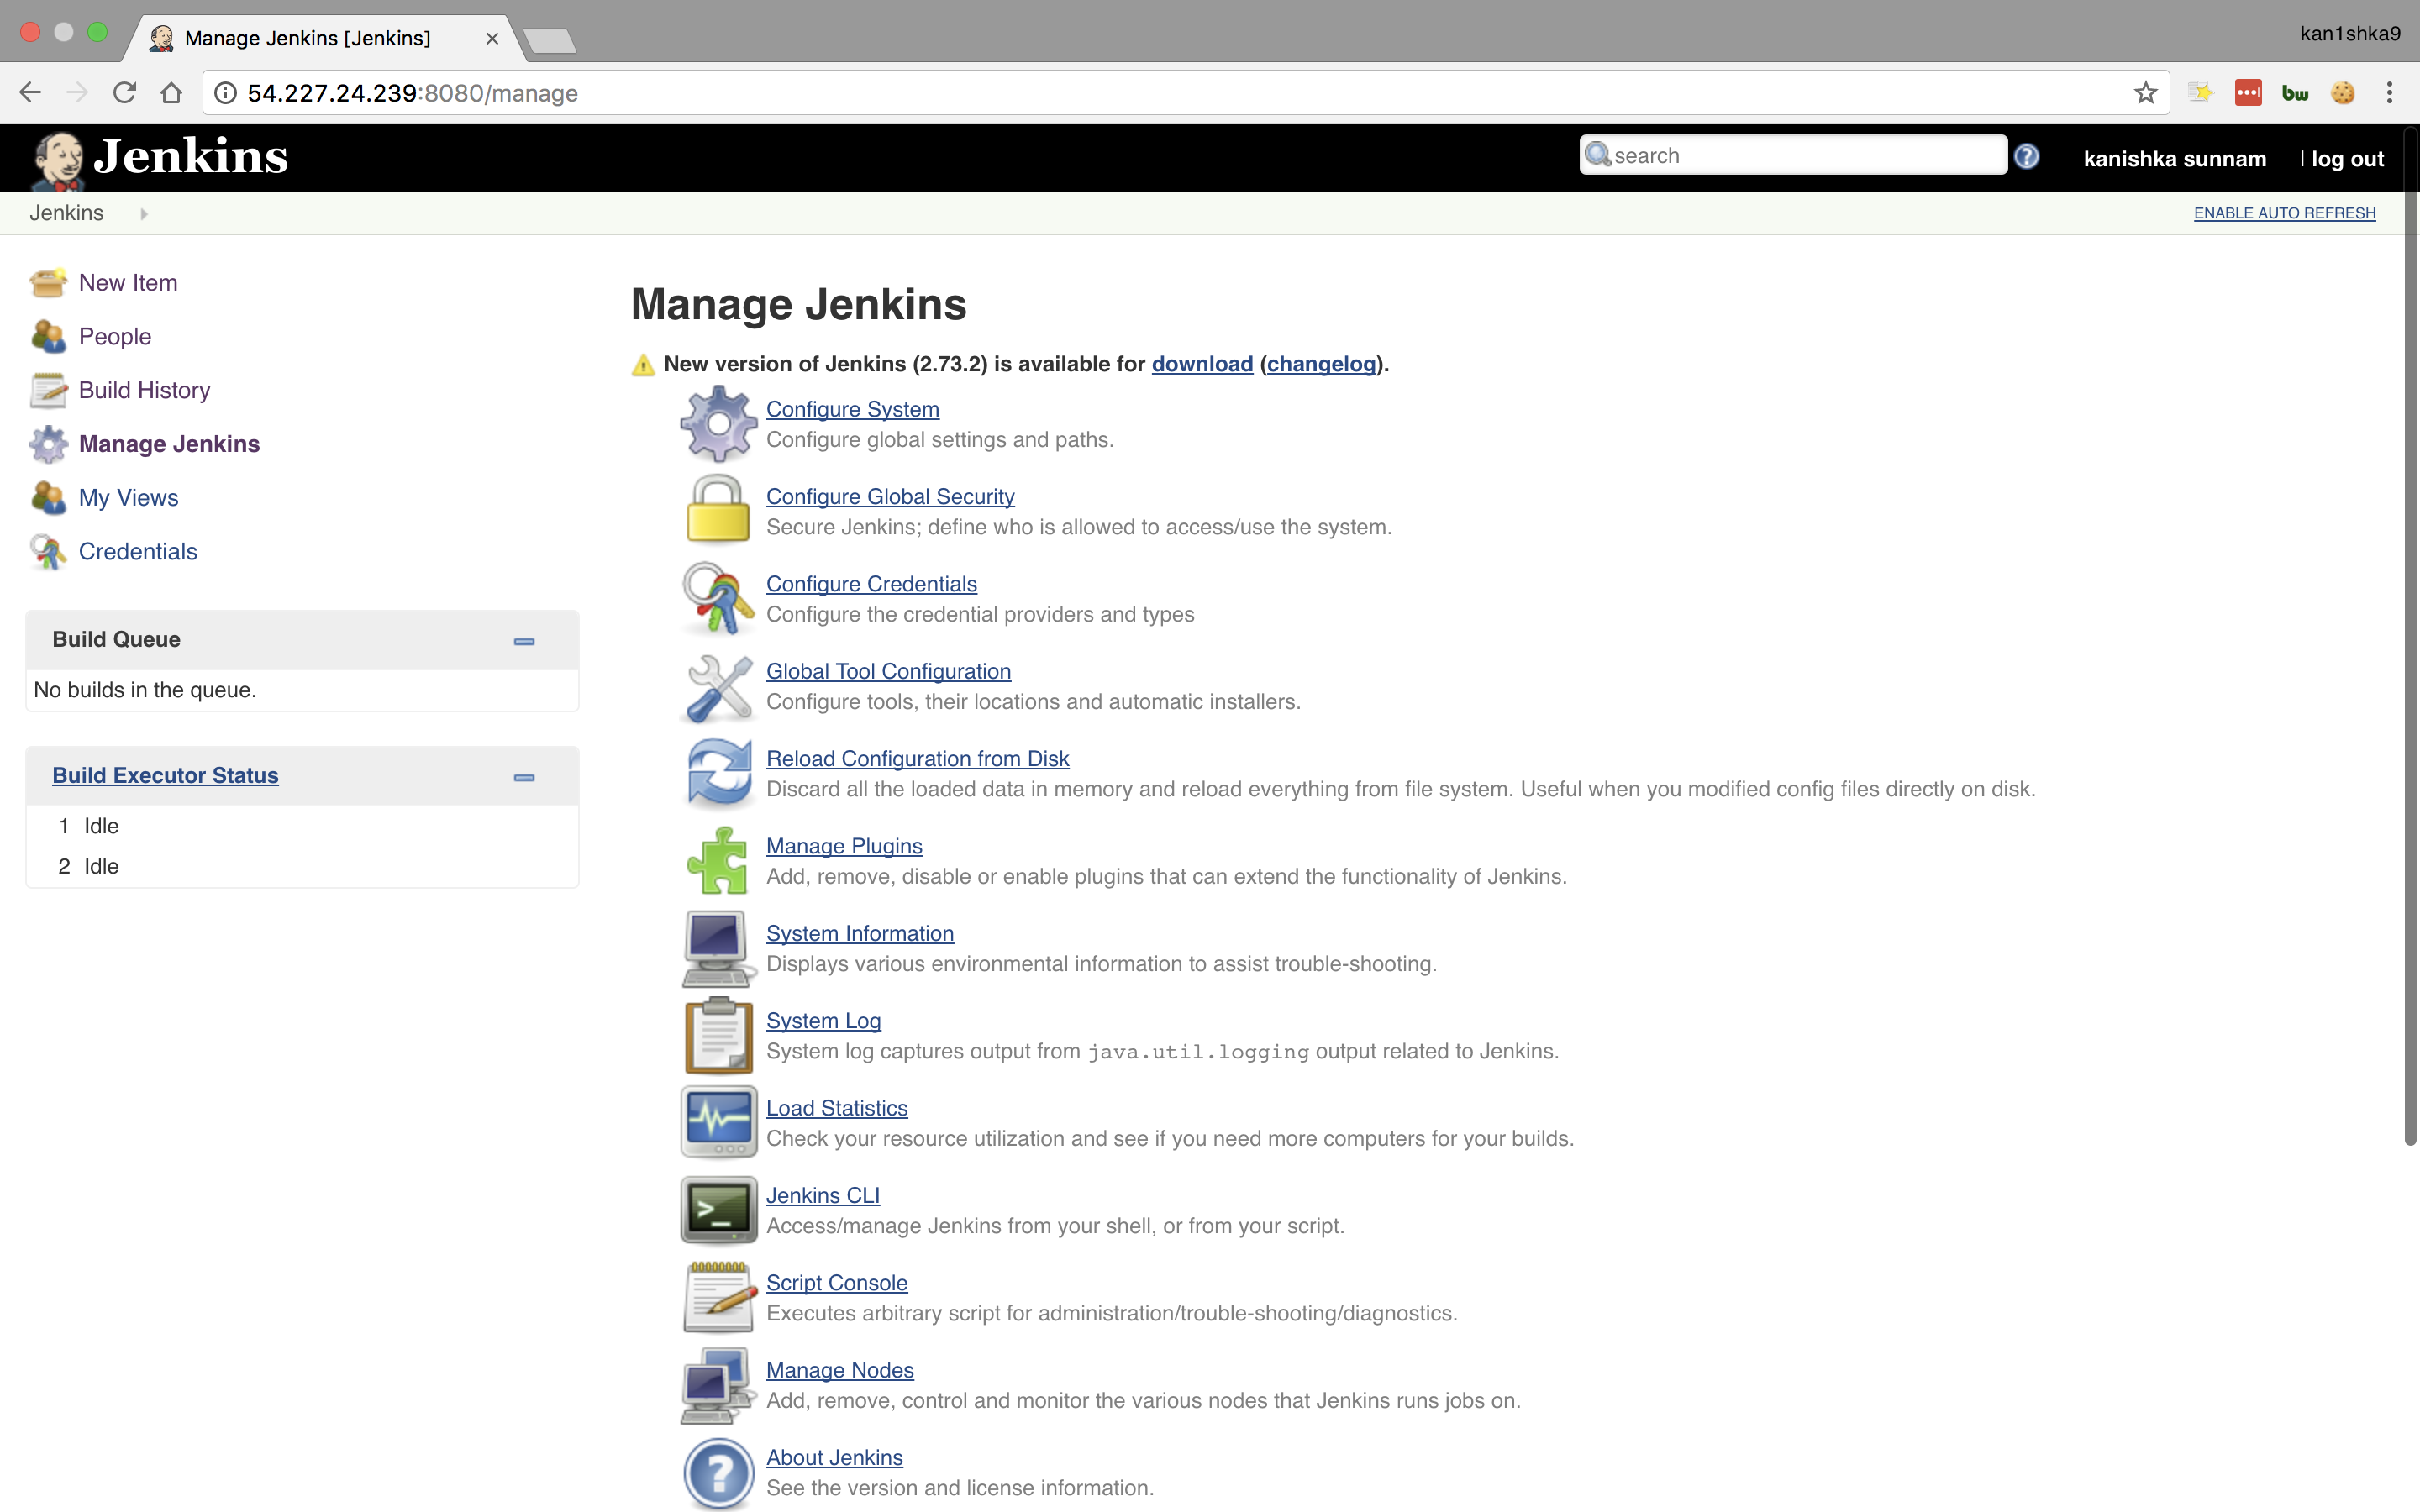 Manage Jenkins [Jenkins]
kan1shka9
54.227.24.239:8080/manage
bw
Jenkins
search
kanishka sunnam
| log out
Jenkins
ENABLE AUTO REFRESH
New Item
People
Build History
Manage Jenkins
My Views
Credentials
Build Queue
No builds in the queue.
Build Executor Status
1 Idle
2 Idle
Manage Jenkins
New version of Jenkins (2.73.2) is available for download (changelog).
Configure System
Configure global settings and paths.
Configure Global Security
Secure Jenkins; define who is allowed to access/use the system.
Configure Credentials
Configure the credential providers and types
Global Tool Configuration
Configure tools, their locations and automatic installers.
Reload Configuration from Disk
Discard all the loaded data in memory and reload everything from file system. Useful when you modified config files directly on disk.
Manage Plugins
Add, remove, disable or enable plugins that can extend the functionality of Jenkins.
System Information
Displays various environmental information to assist trouble-shooting.
System Log
System log captures output from java.util.logging output related to Jenkins.
Load Statistics
Check your resource utilization and see if you need more computers for your builds.
Jenkins CLI
Access/manage Jenkins from your shell, or from your script.
Script Console
Executes arbitrary script for administration/trouble-shooting/diagnostics.
Manage Nodes
Add, remove, control and monitor the various nodes that Jenkins runs jobs on.
About Jenkins
See the version and license information.